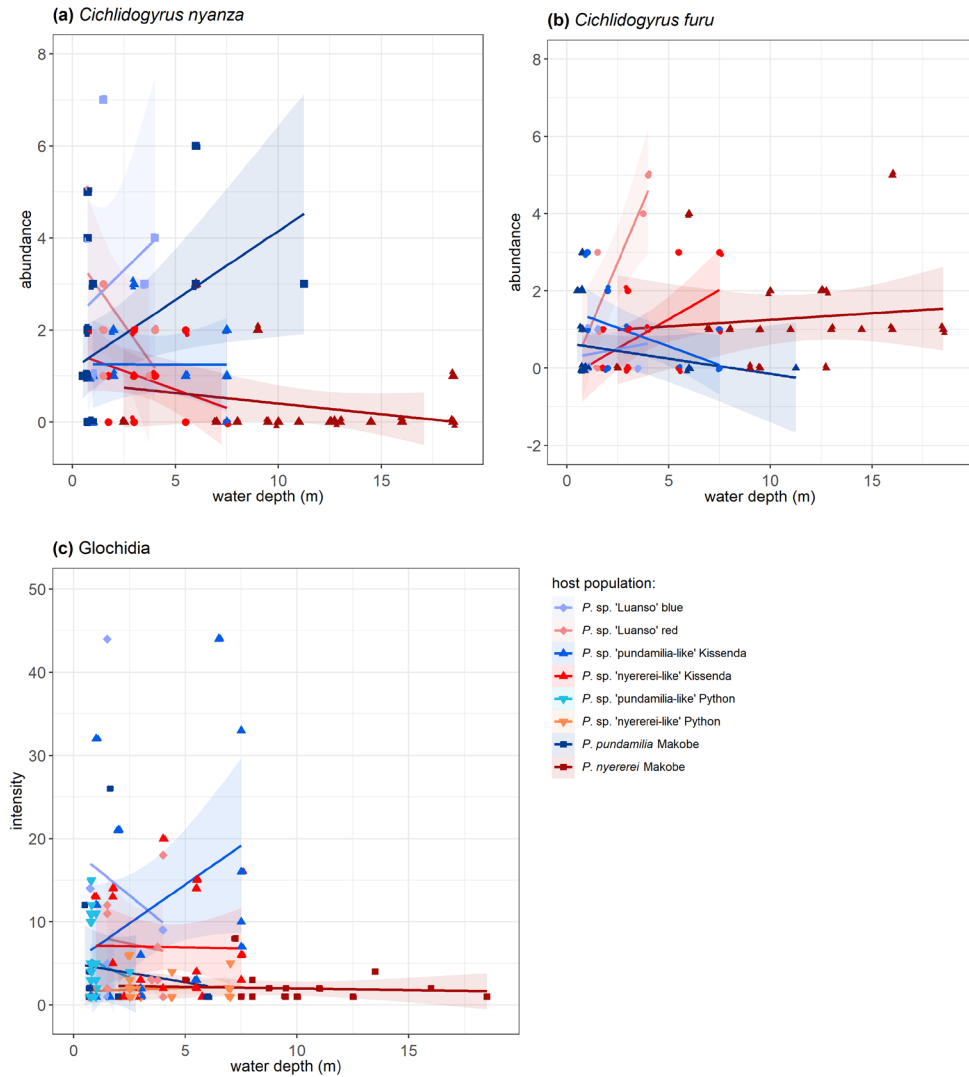 (a) Cichlidogyrus nyanza
8
6
4
2
0
abundance
0
5
10
15
water depth (m)
(b) Cichlidogyrus furu
8
6
4
2
0
-2
abundance
0
5
10
15
water depth (m)
(c) Glochidia
50
40
30
20
10
0
intensity
0
5
10
15
water depth (m)
host population:
P. sp. 'Luanso' blue
P. sp. 'Luanso' red
P. sp. 'pundamilia-like' Kissenda
P. sp. 'nyererei-like' Kissenda
P. sp. 'pundamilia-like' Python
P. sp. 'nyererei-like' Python
P. pundamilia Makobe
P. nyererei Makobe